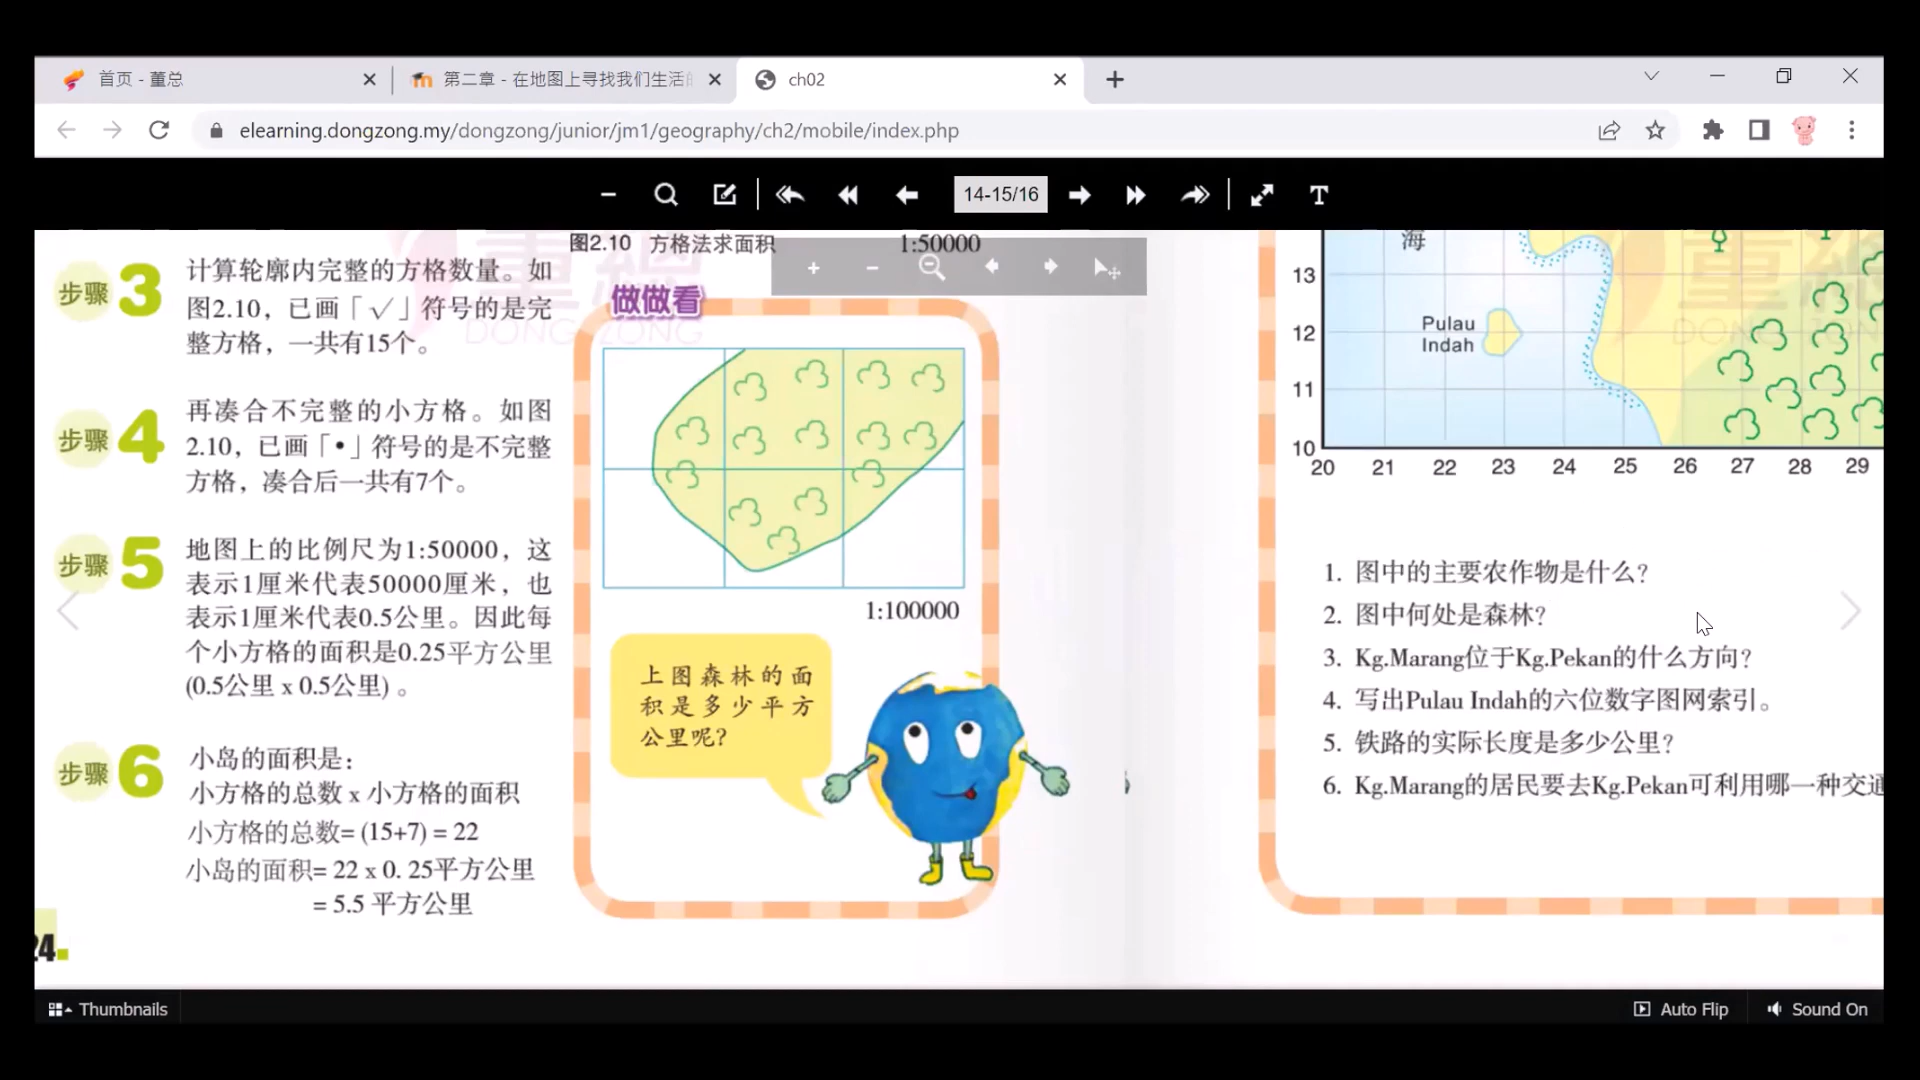 首页 - 董总
第二章 - 在地图上寻找我们生活的
ch02
elearning.dongzong.my/dongzong/junior/jm1/geography/ch2/mobile/index.php
14-15/16
步骤 3
计算轮廓内完整的方格数量。如
图2.10，已画「✓」符号的是完
整方格，一共有15个。
步骤 4
再凑合不完整的小方格。如图
2.10，已画「•」符号的是不完整
方格，凑合后一共有7个。
步骤 5
地图上的比例尺为1:50000，这
表示1厘米代表50000厘米，也
表示1厘米代表0.5公里。因此每
个小方格的面积是0.25平方公里
(0.5公里 x 0.5公里) 。
步骤 6
小岛的面积是：
小方格的总数 x 小方格的面积
小方格的总数= (15+7) = 22
小岛的面积= 22 x 0. 25平方公里
= 5.5 平方公里
24
图2.10 方格法求面积
1:50000
做做看
DONG ZONG
1:100000
上图森林的面
积是多少平方
公里呢?
海
Pulau
Indah
13
12
11
10
20 21 22 23 24 25 26 27 28 29
1. 图中的主要农作物是什么?
2. 图中何处是森林?
3. Kg.Marang位于Kg.Pekan的什么方向?
4. 写出Pulau Indah的六位数字图网索引。
5. 铁路的实际长度是多少公里?
6. Kg.Marang的居民要去Kg.Pekan可利用哪一种交通
Thumbnails
Auto Flip
Sound On